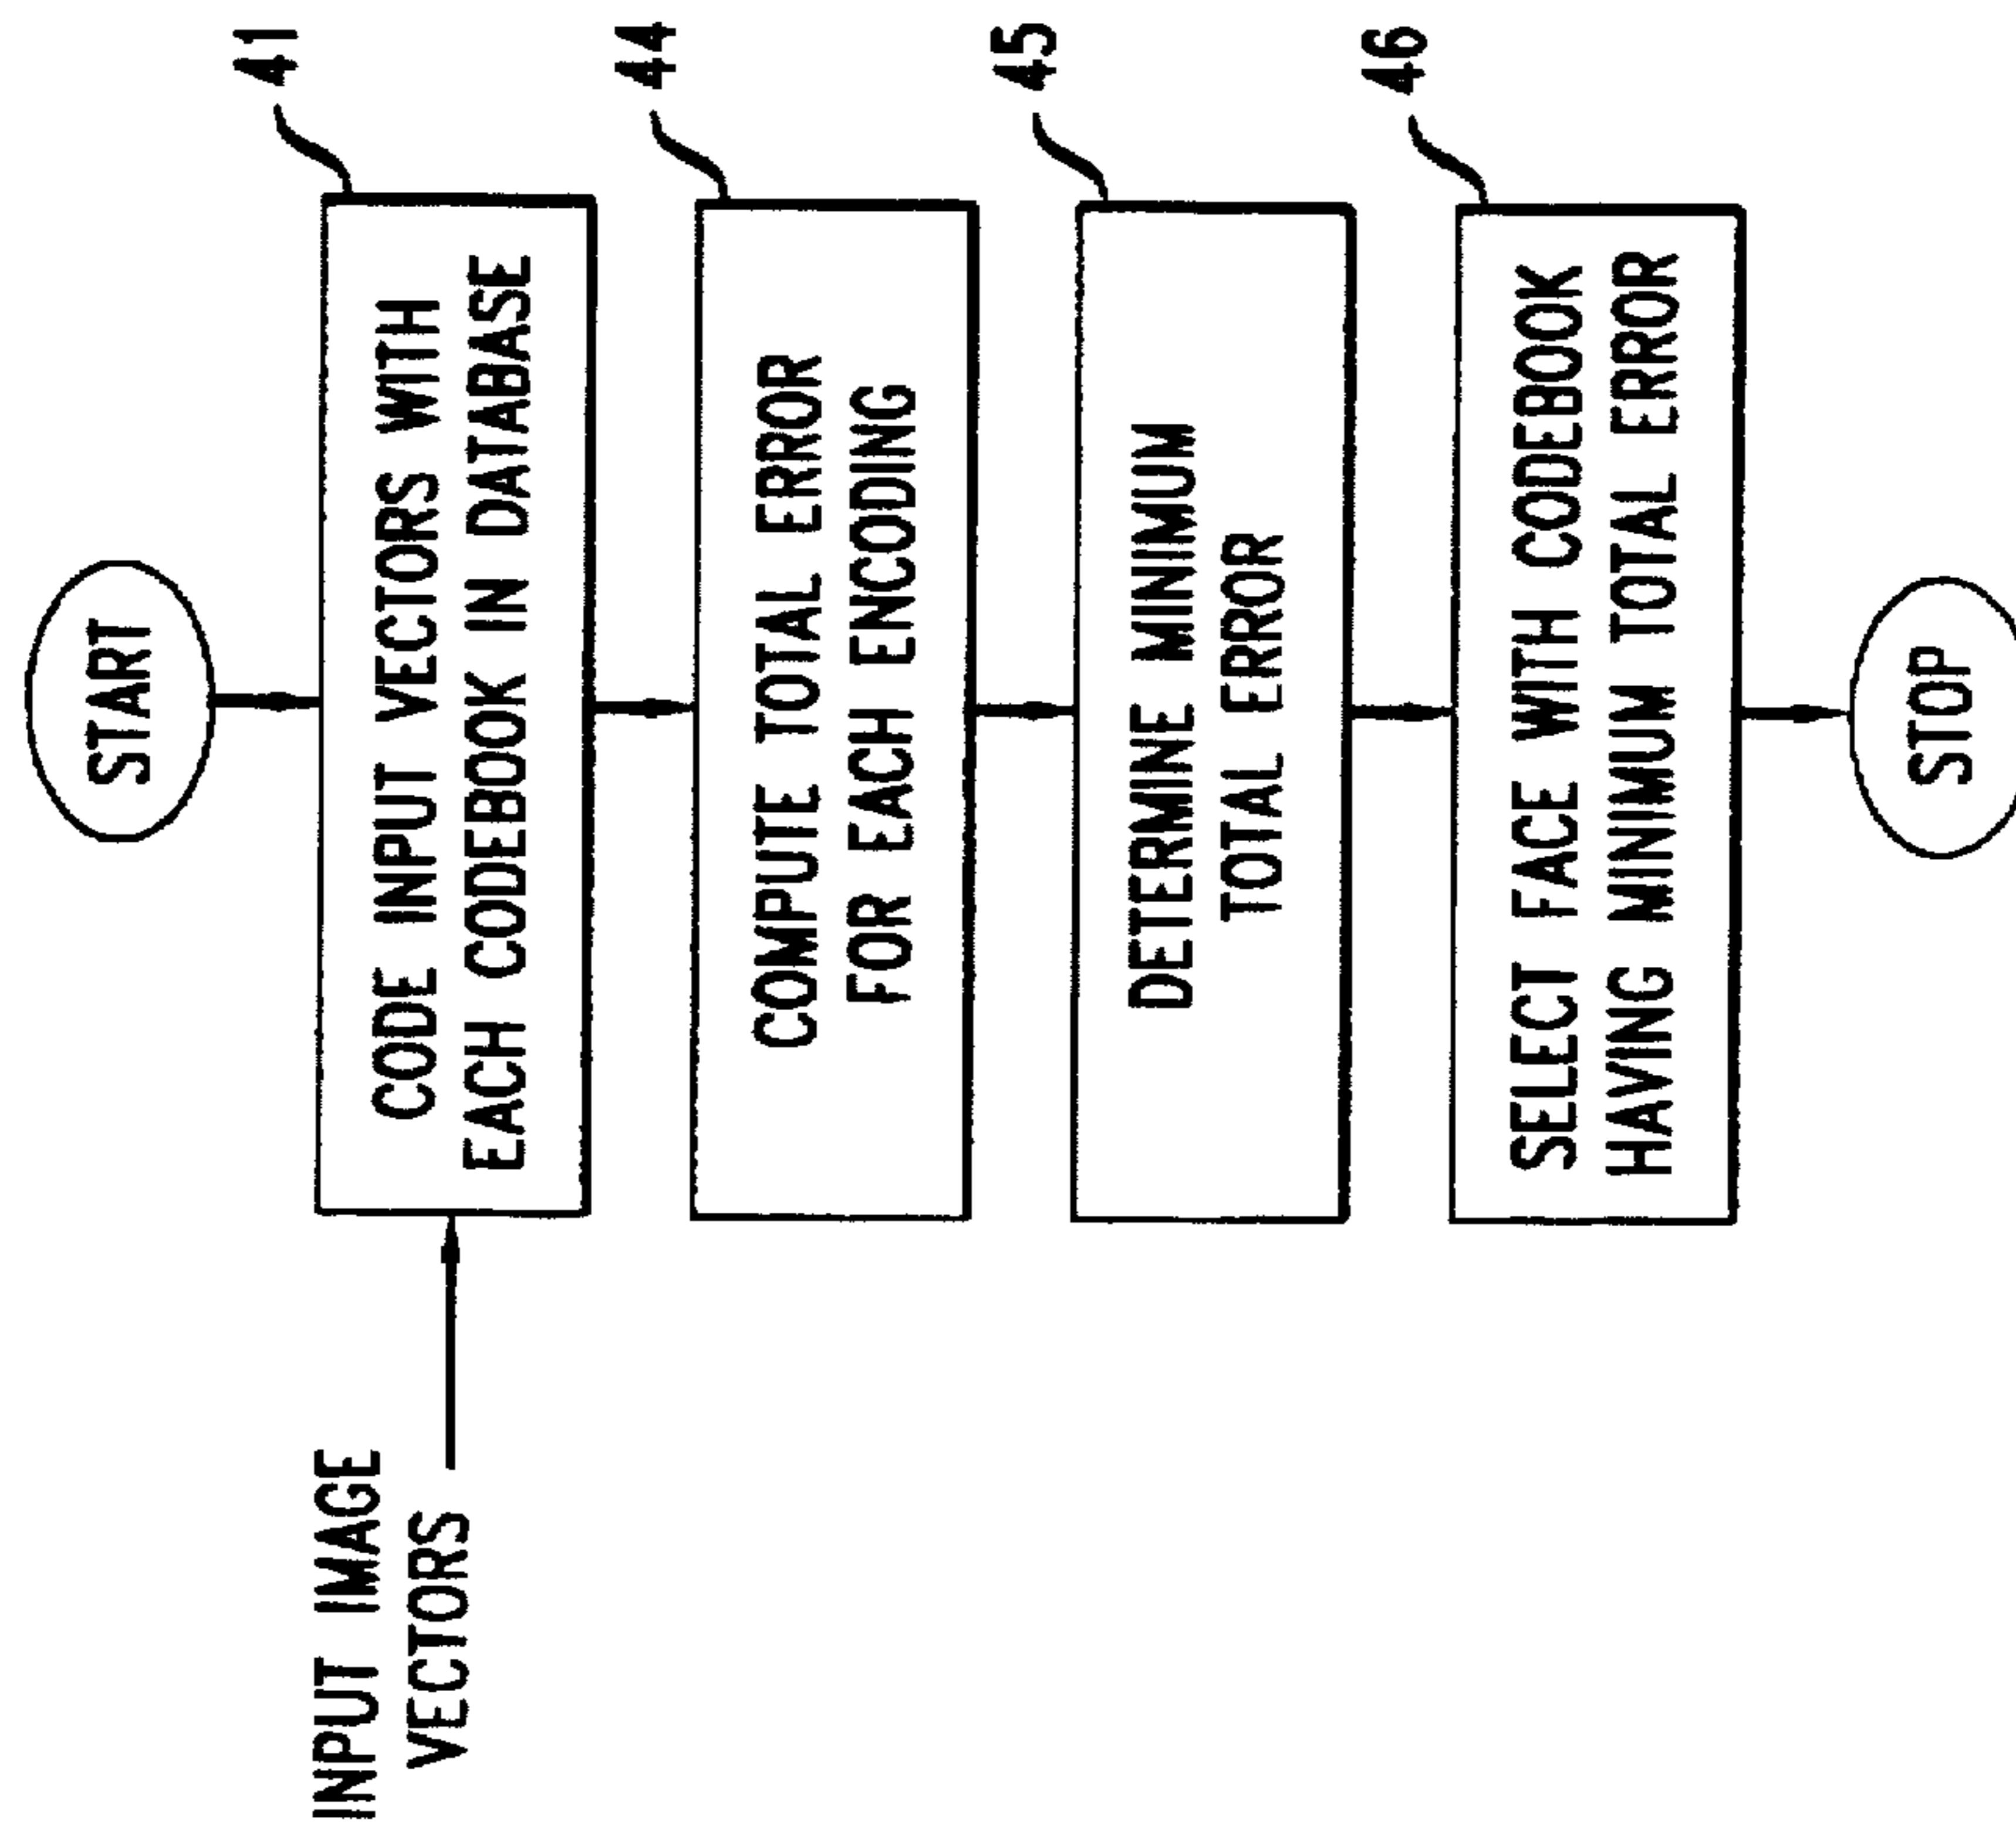 START
41
INPUT IMAGE
VECTORS
CODE INPUT VECTORS WITH
EACH CODEBOOK IN DATABASE
44
COMPUTE TOTAL ERROR
FOR EACH ENCODING
45
DETERMINE MINIMUM
TOTAL ERROR
46
SELECT FACE WITH CODEBOOK
HAVING MINIMUM TOTAL ERROR
STOP